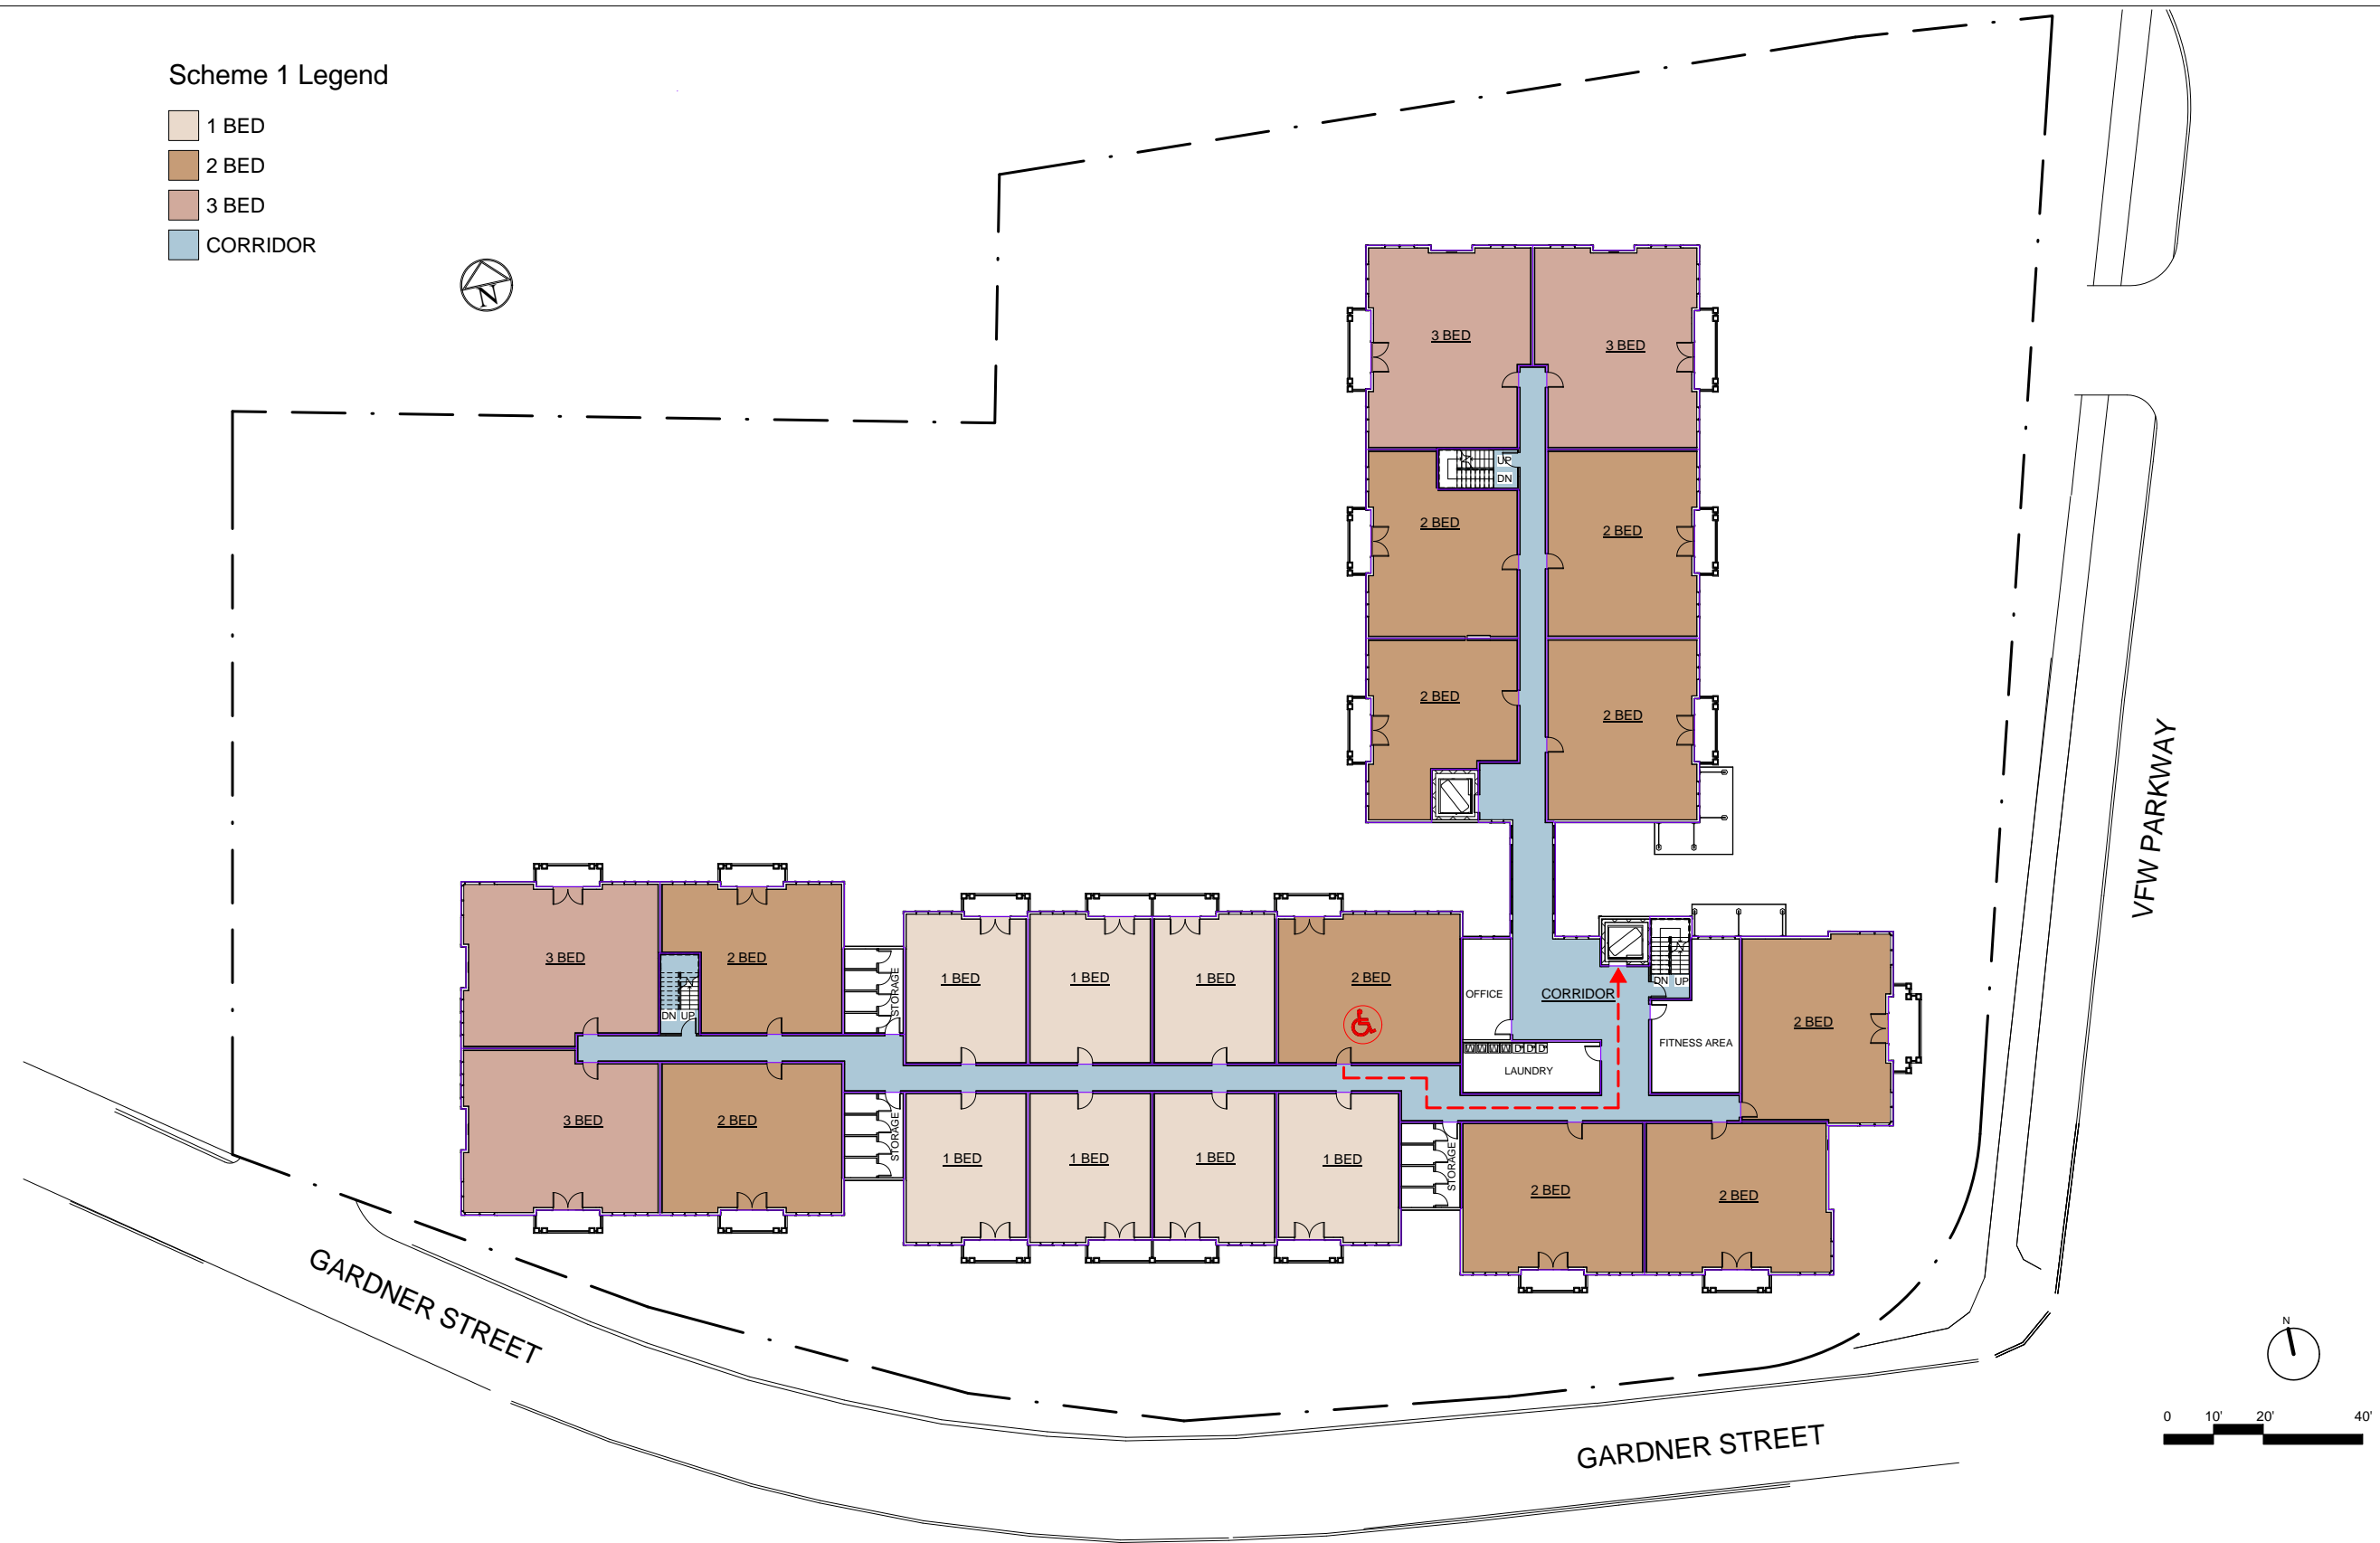 Scheme 1 Legend
1 BED
2 BED
3 BED
CORRIDOR
N
3 BED
3 BED
UP
DN
2 BED
2 BED
2 BED
2 BED
VFW PARKWAY
3 BED
2 BED
STORAGE
1 BED
1 BED
1 BED
2 BED
OFFICE
CORRIDOR
DN UP
2 BED
DN UP
FITNESS AREA
W W W W D D D
LAUNDRY
3 BED
2 BED
STORAGE
1 BED
1 BED
1 BED
1 BED
STORAGE
2 BED
2 BED
GARDNER STREET
N
0 10' 20' 40'
GARDNER STREET